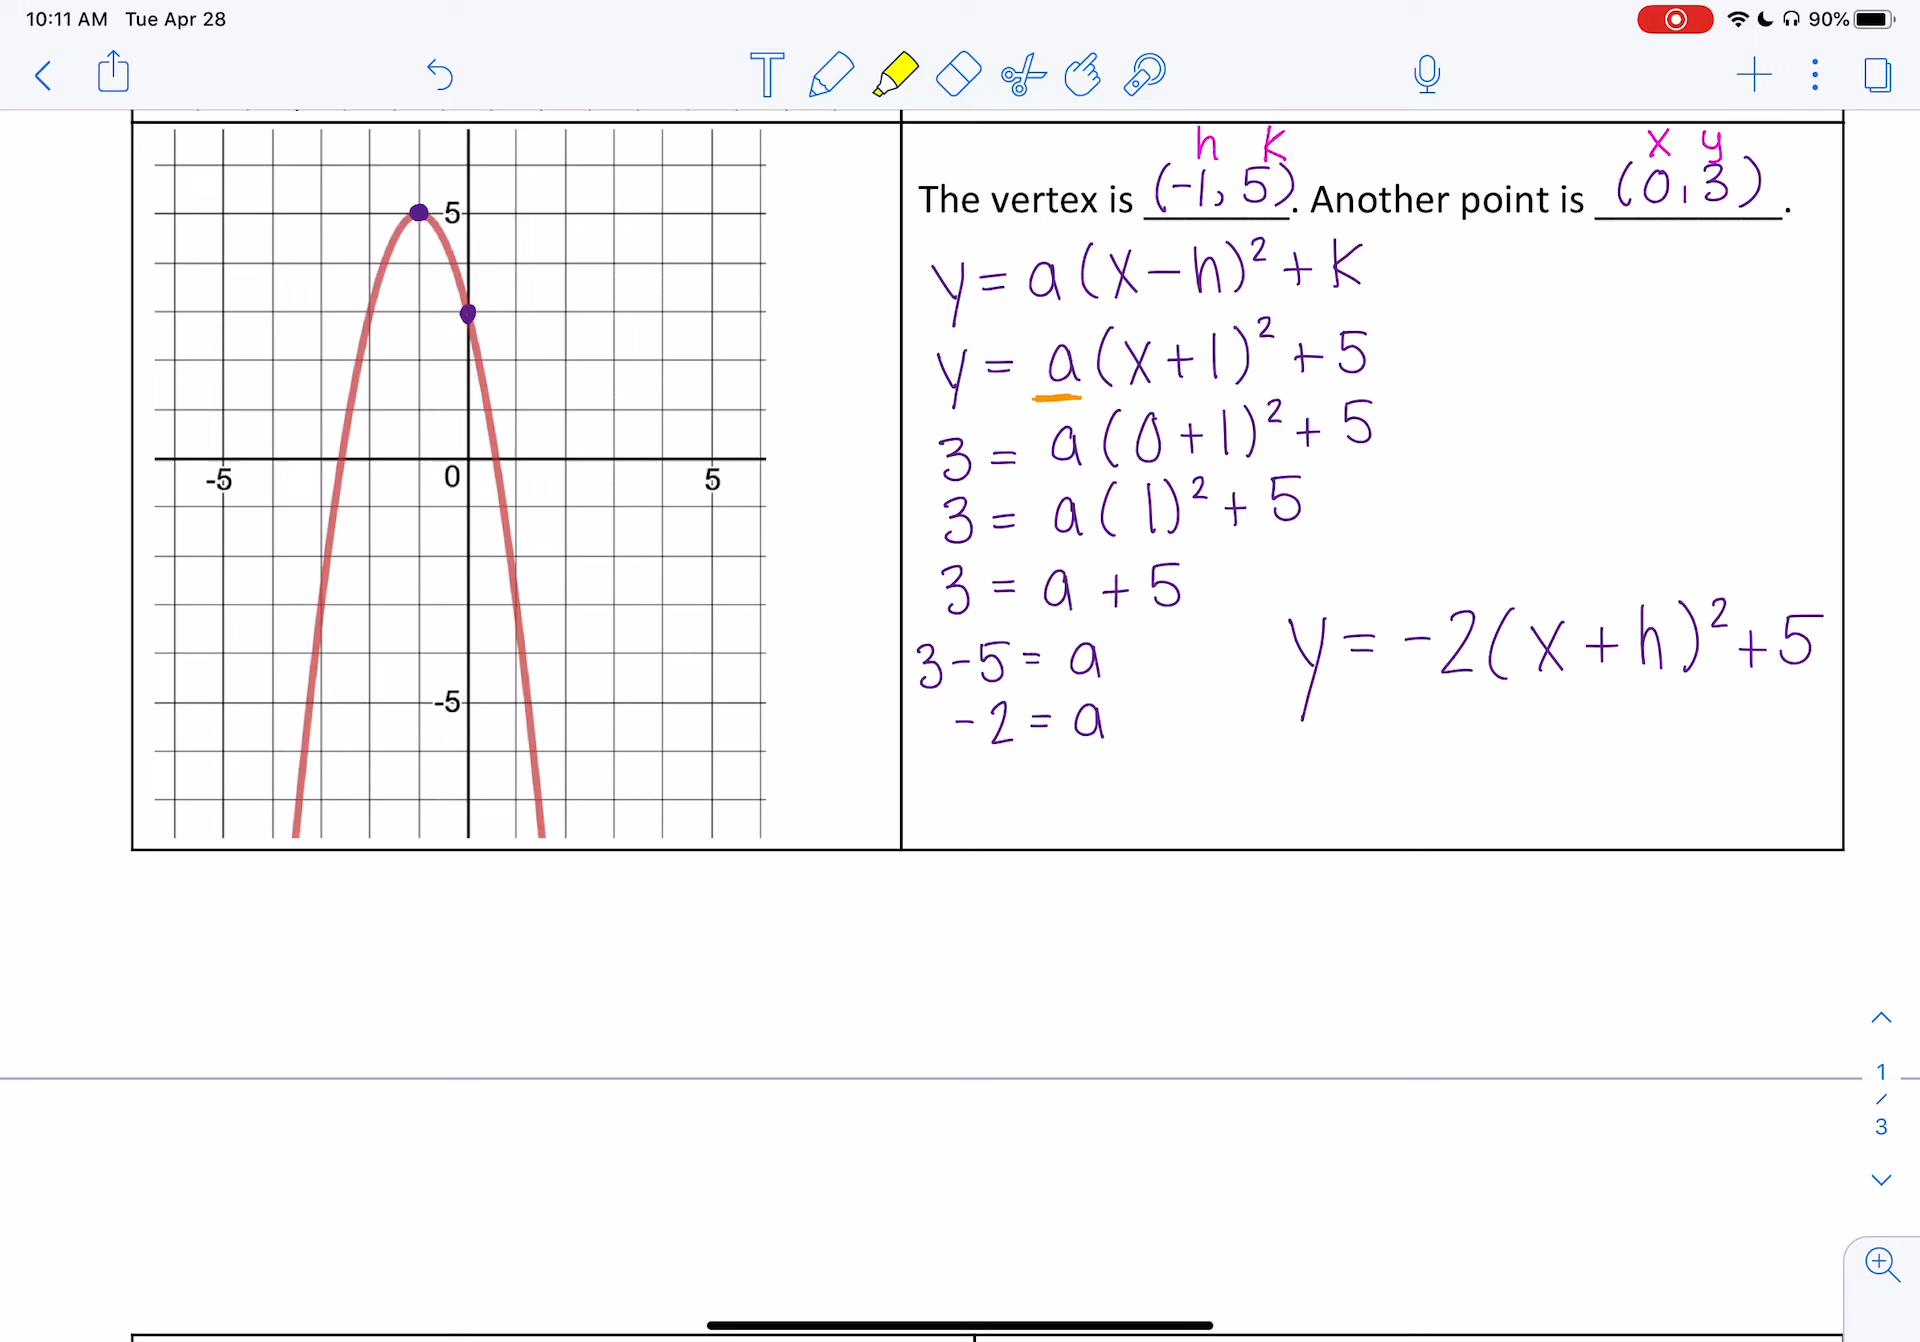 10:11 AM Tue Apr 28
90%
T
h k
x y
The vertex is (-1, 5). Another point is (0, 3).
y = a(x-h)² + k
y = a(x+1)² + 5
3 = a(0+1)² + 5
3 = a(1)² + 5
3 = a + 5
3-5 = a
-2 = a
y = -2(x+h)² + 5
5
-5
0
5
-5
1
/
3